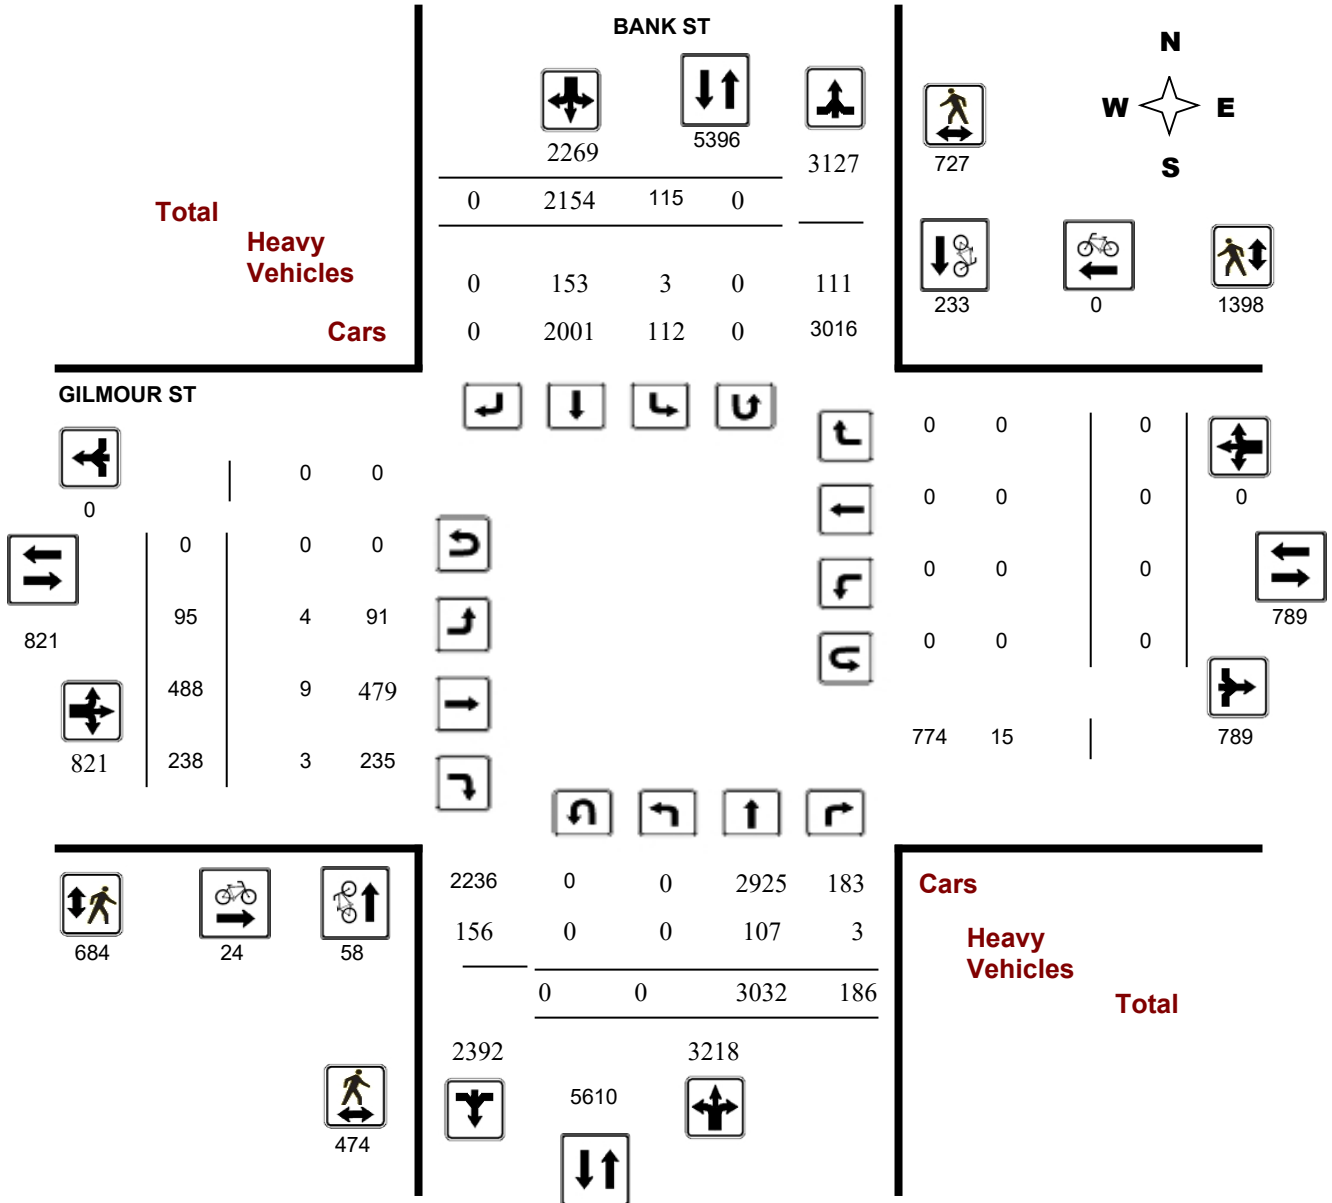 BANK ST
N
W E
S
2269 5396 3127 727
Total 0 2154 115 0
Heavy
Vehicles 0 153 3 0 111
Cars 0 2001 112 0 3016
233 0 1398
GILMOUR ST
0 0 0
0 0 0 0
0 0 0
0 0 0 0
0 0 0
95 4 91
821
0 0 0
488 9 479
789
821 238 3 235
774 15 789
684 24 58
2236 0 0 2925 183 Cars
156 0 0 107 3 Heavy
Vehicles
0 0 3032 186 Total
2392 3218
5610
474